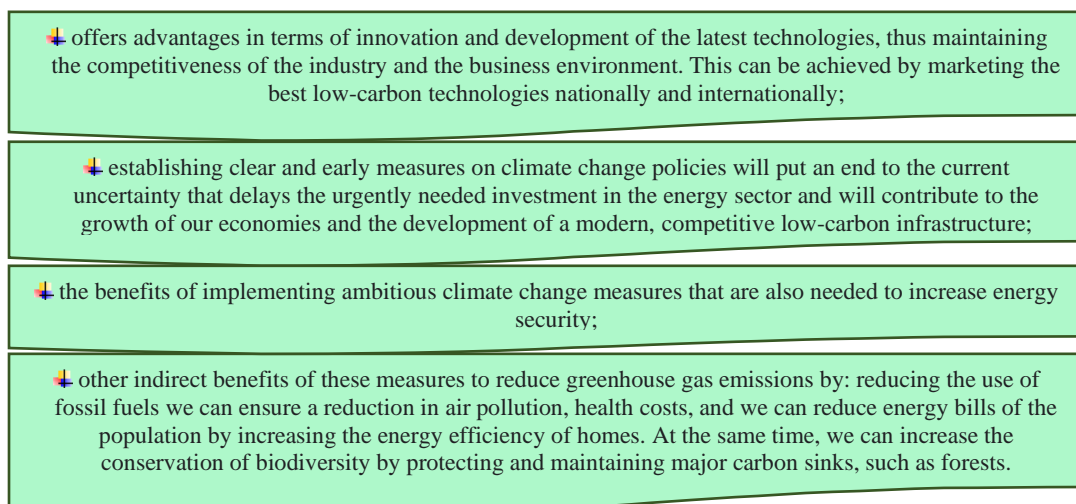 offers advantages in terms of innovation and development of the latest technologies, thus maintaining
the competitiveness of the industry and the business environment. This can be achieved by marketing the
best low-carbon technologies nationally and internationally;
establishing clear and early measures on climate change policies will put an end to the current
uncertainty that delays the urgently needed investment in the energy sector and will contribute to the
growth of our economies and the development of a modern, competitive low-carbon infrastructure;
the benefits of implementing ambitious climate change measures that are also needed to increase energy
security;
other indirect benefits of these measures to reduce greenhouse gas emissions by: reducing the use of
fossil fuels we can ensure a reduction in air pollution, health costs, and we can reduce energy bills of the
population by increasing the energy efficiency of homes. At the same time, we can increase the
conservation of biodiversity by protecting and maintaining major carbon sinks, such as forests.